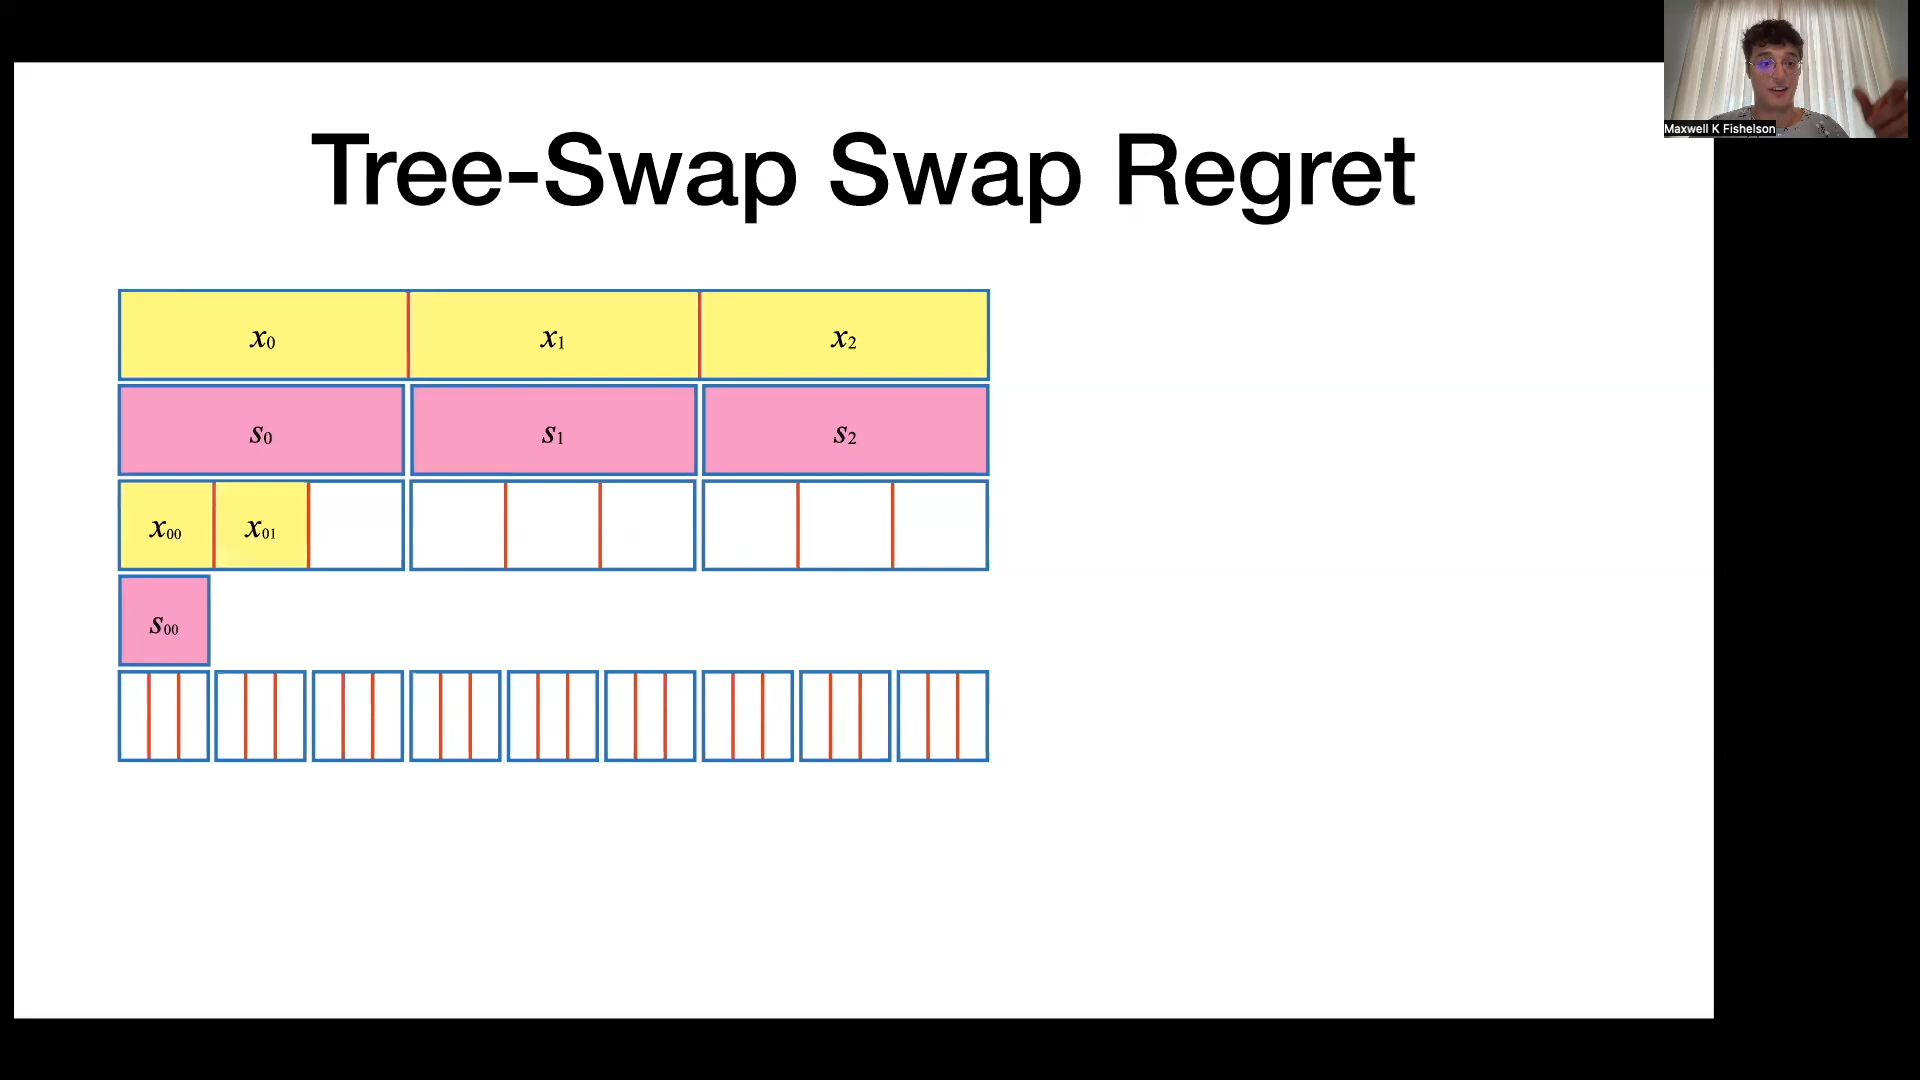 Maxwell K Fishelson
Tree-Swap Swap Regret
x₀ x₁ x₂
s₀ s₁ s₂
x₀₀ x₀₁
s₀₀